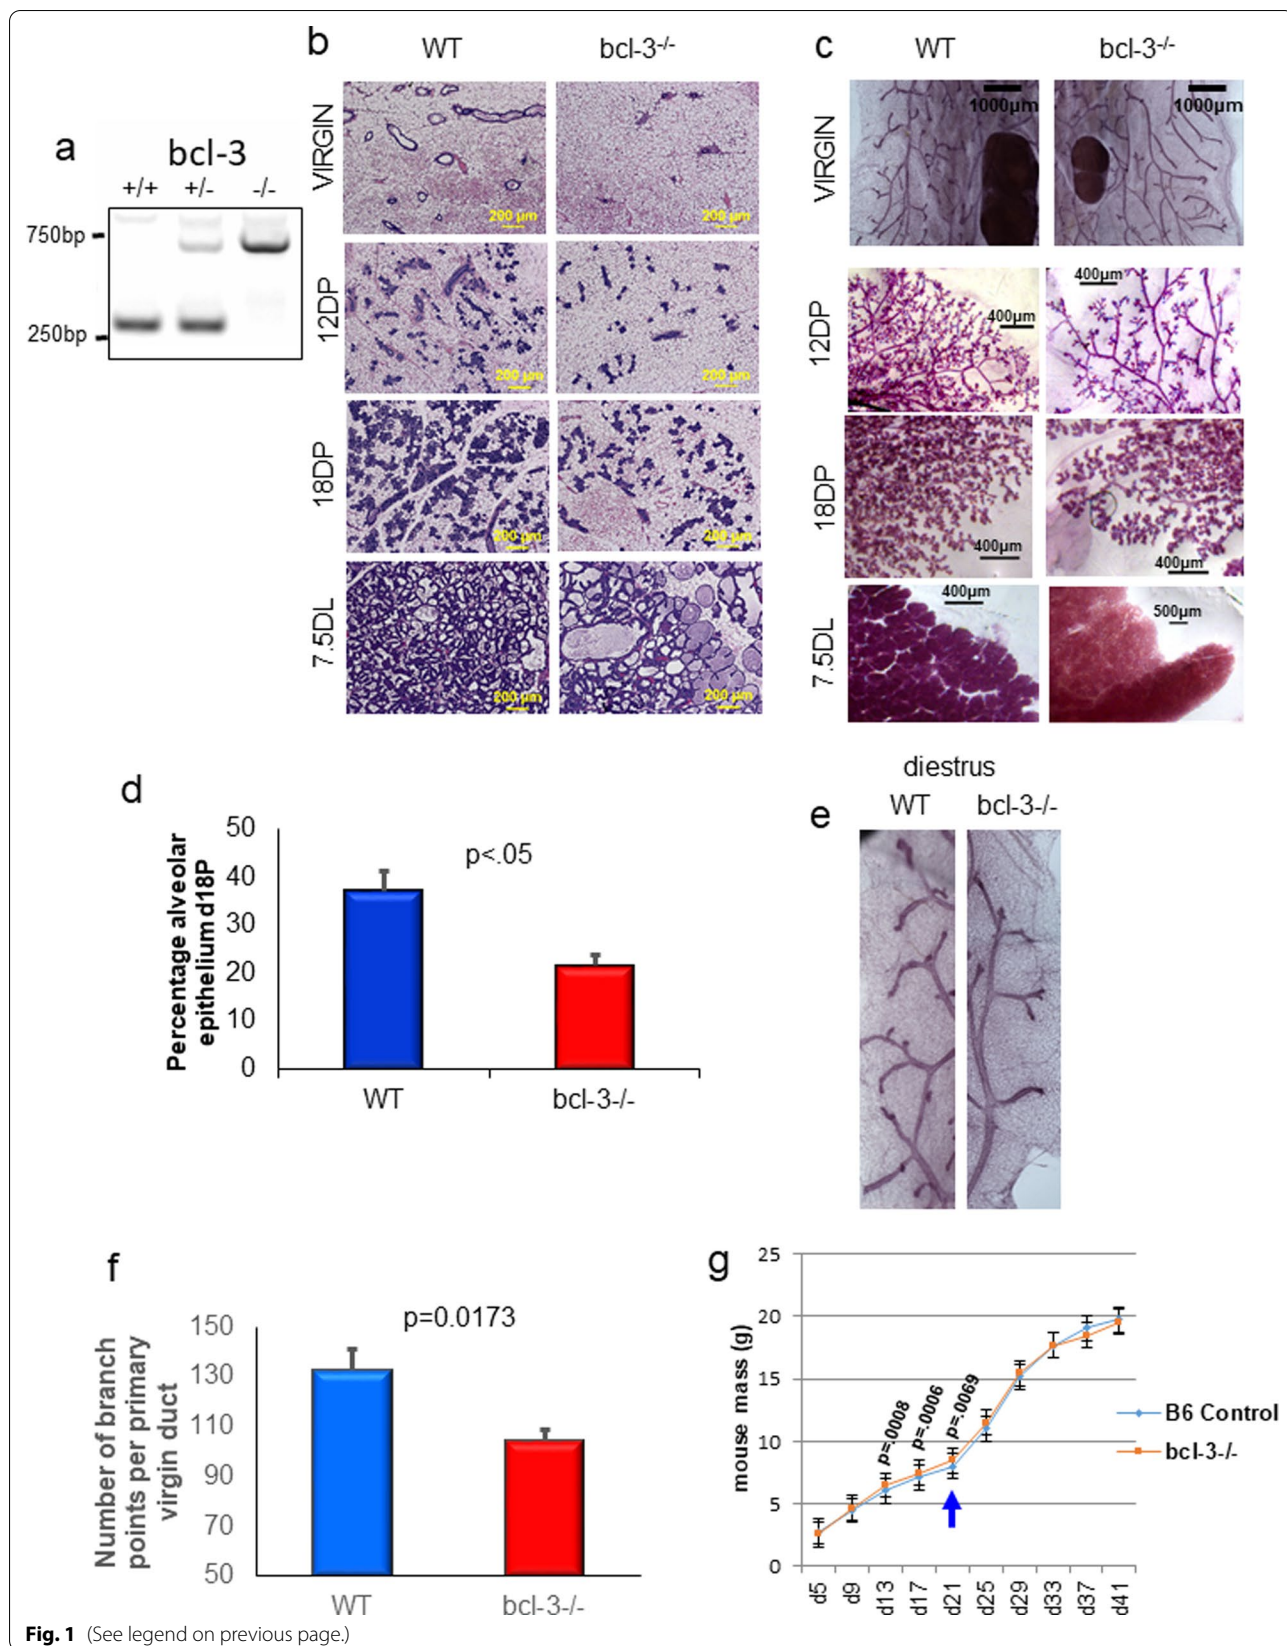 a
bcl-3
+/+ +/- -/-
750bp
250bp
b
WT bcl-3-/-
VIRGIN
200 µm 200 µm
12DP
200 µm 200 µm
18DP
200 µm 200 µm
7.5DL
200 µm 200 µm
c
WT bcl-3-/-
VIRGIN
1000µm 1000µm
12DP
400µm 400µm
18DP
400µm 400µm
7.5DL
400µm 500µm
d
Percentage alveolar
epithelium d18P
50
40
30
20
10
0
p<.05
WT bcl-3-/-
e
diestrus
WT bcl-3-/-
f
Number of branch
points per primary
virgin duct
150
130
110
90
70
50
p=0.0173
WT bcl-3-/-
g
mouse mass (g)
25
20
15
10
5
0
p=.0008
p=.0006
p=.0069
d5 d9 d13 d17 d21 d25 d29 d33 d37 d41
B6 Control
bcl-3-/-
Fig. 1 (See legend on previous page.)